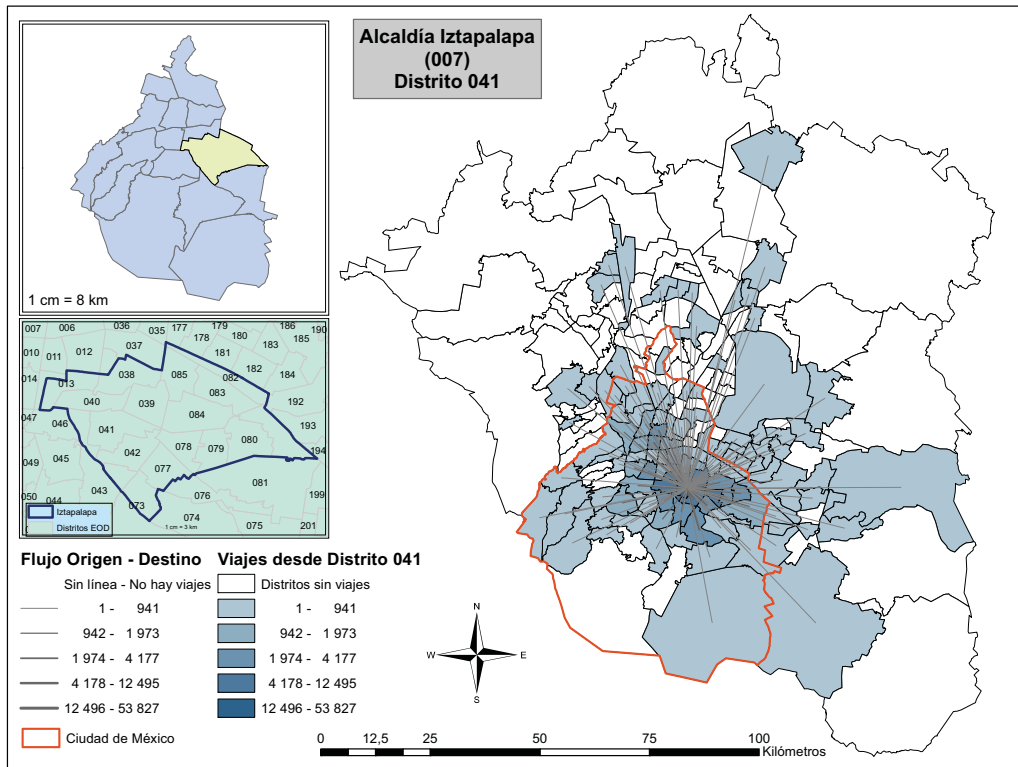 Alcaldía Iztapalapa
(007)
Distrito 041
1 cm = 8 km
007 006 036 035 177 179 186 190
178 180 183 185
010 011 012 037 181
014 013 038 085 082 182 184
083
040 039 192
047 046 041 084 193
078 079 080 194
049 045 042 077
081
050 044 043 073 076 199
074 075 201
Iztapalapa
Distritos EOD
1 cm = 3 km
Flujo Origen - Destino
Sin línea - No hay viajes
1 - 941
942 - 1 973
1 974 - 4 177
4 178 - 12 495
12 496 - 53 827
Ciudad de México
Viajes desde Distrito 041
Distritos sin viajes
1 - 941
942 - 1 973
1 974 - 4 177
4 178 - 12 495
12 496 - 53 827
N
W E
S
0 12,5 25 50 75 100
Kilómetros